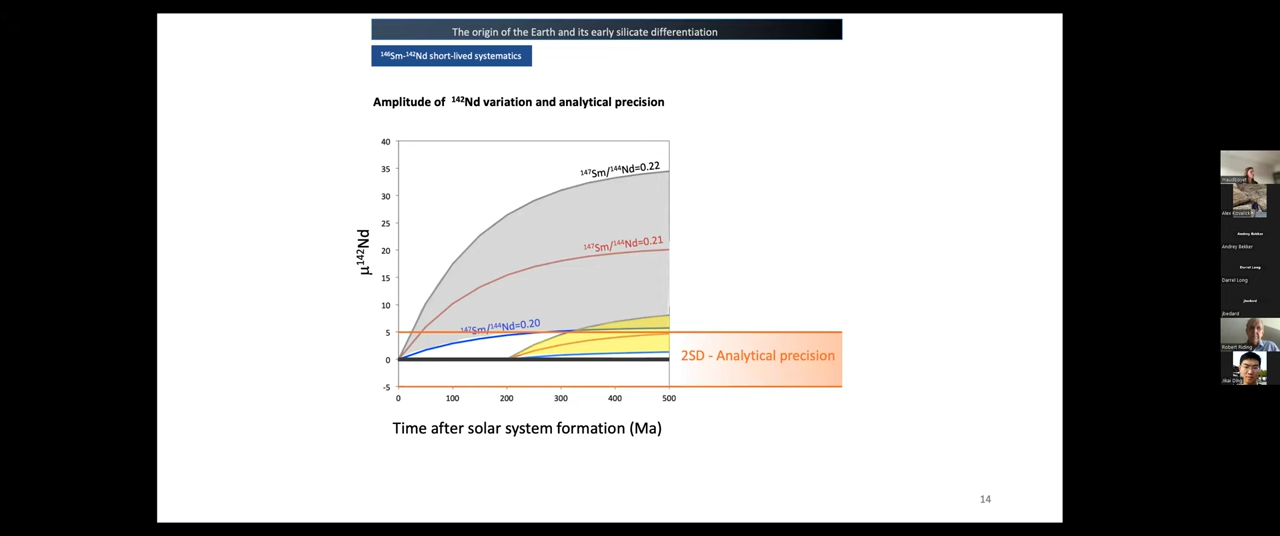 The origin of the Earth and its early silicate differentiation
¹⁴⁶Sm-¹⁴²Nd short-lived systematics
Amplitude of ¹⁴²Nd variation and analytical precision
40
35
30
25
20
15
10
5
0
-5
μ¹⁴²Nd
¹⁴⁷Sm/¹⁴⁴Nd=0.22
¹⁴⁷Sm/¹⁴⁴Nd=0.21
¹⁴⁷Sm/¹⁴⁴Nd=0.20
2SD - Analytical precision
0 100 200 300 400 500
Time after solar system formation (Ma)
14
Andrey Bekker
Andrey Bekker
Darrel Long
Darrel Long
jbedard
jbedard
Robert Riding
Jikai Ding